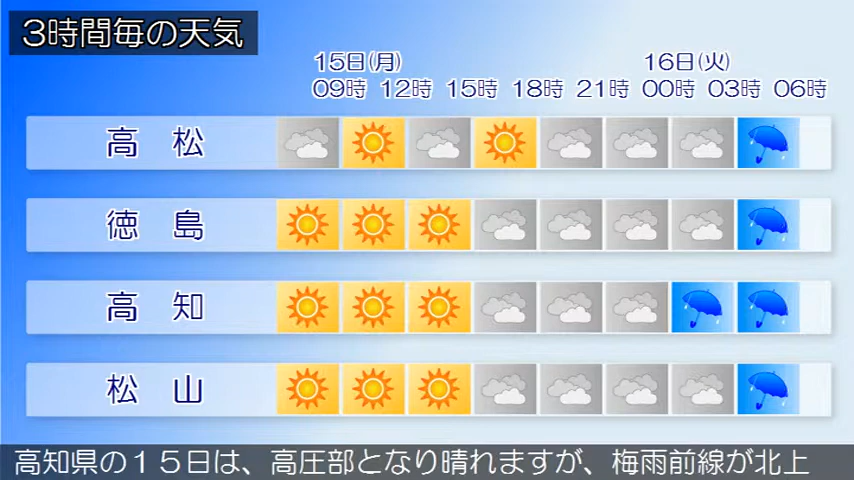 3時間毎の天気
15日(月) 16日(火)
09時 12時 15時 18時 21時 00時 03時 06時
高松
徳島
高知
松山
高知県の１５日は、高圧部となり晴れますが、梅雨前線が北上